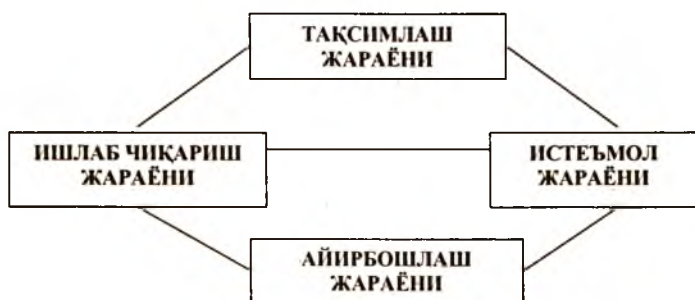 ТАҚСИМЛАШ
ЖАРАЁНИ
ИШЛАБ ЧИҚАРИШ
ЖАРАЁНИ
ИСТЕЪМОЛ
ЖАРАЁНИ
АЙИРБОШЛАШ
ЖАРАЁНИ